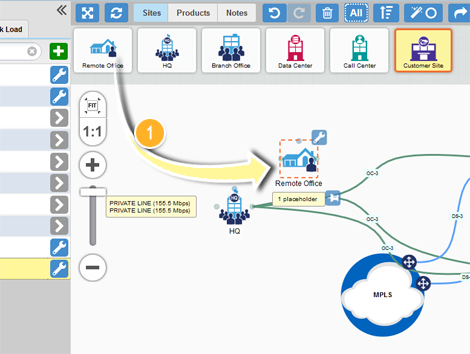 k Load
Sites
Products
Notes
All
Remote Office
HQ
Branch Office
Data Center
Call Center
Customer Site
FIT
1:1
1
PRIVATE LINE (155.5 Mbps)
PRIVATE LINE (155.5 Mbps)
Remote Office
1 placeholder
HQ
OC-3
OC-3
OC-3
DS-3
DS-3
MPLS